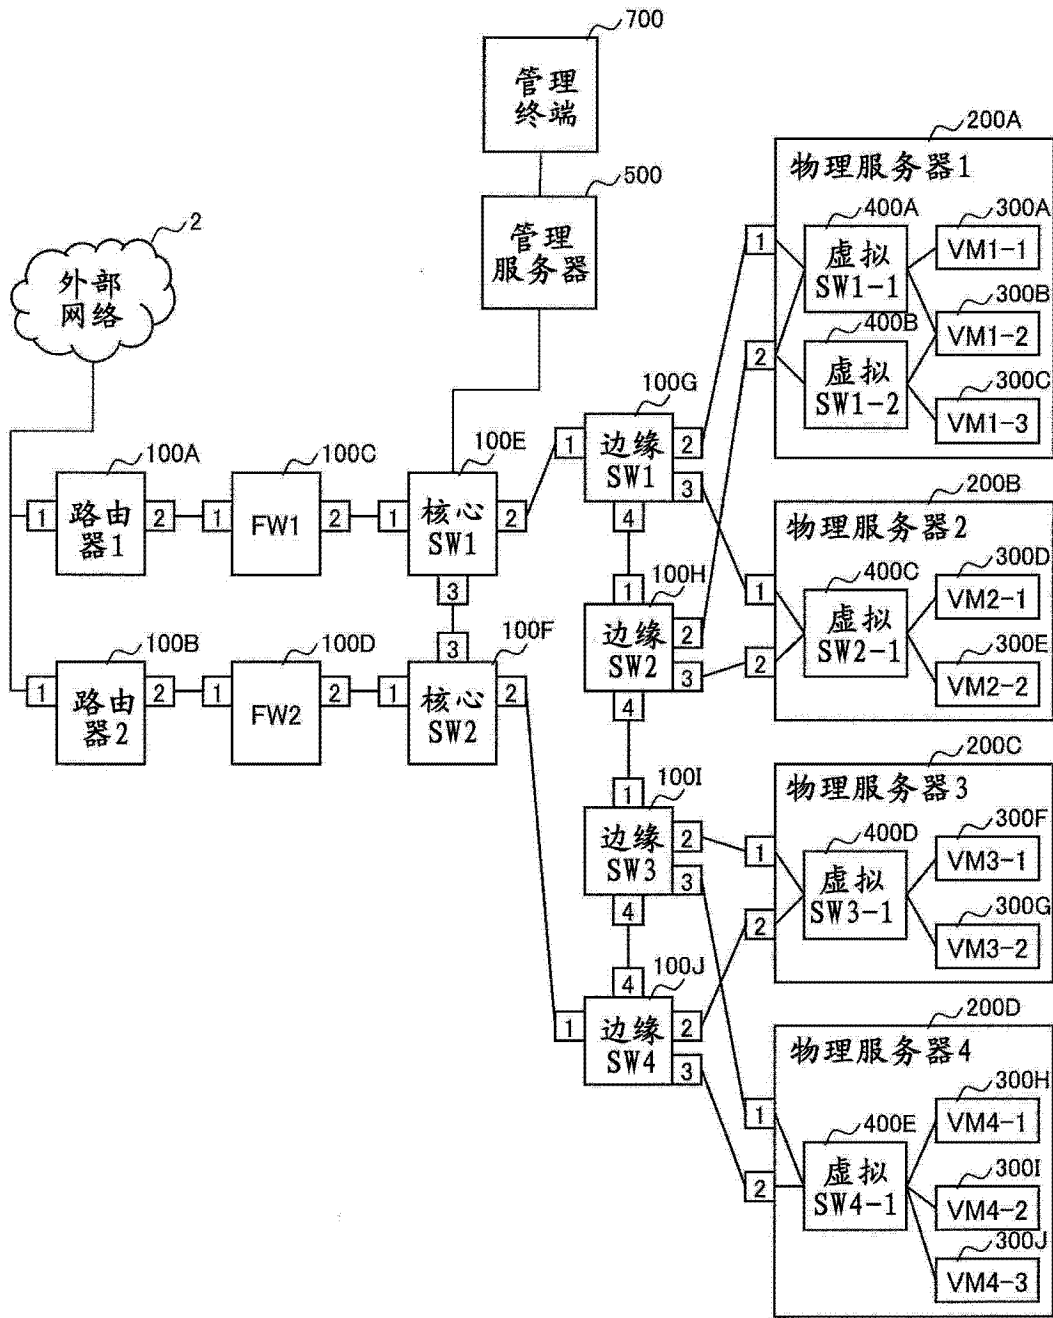 700
管理
终端
500
管理
服务器
2
外部
网络
100A
1
路由
器1
2
100C
1
FW1
2
100E
1
核心
SW1
2
3
100B
1
路由
器2
2
100D
1
FW2
2
100F
3
1
核心
SW2
2
100G
1
边缘
SW1
2
3
4
100H
1
边缘
SW2
2
3
4
100I
1
边缘
SW3
2
3
4
100J
4
1
边缘
SW4
2
3
200A
物理服务器1
1
2
400A
虚拟
SW1-1
400B
虚拟
SW1-2
300A
VM1-1
300B
VM1-2
300C
VM1-3
200B
物理服务器2
1
2
400C
虚拟
SW2-1
300D
VM2-1
300E
VM2-2
200C
物理服务器3
1
2
400D
虚拟
SW3-1
300F
VM3-1
300G
VM3-2
200D
物理服务器4
1
2
400E
虚拟
SW4-1
300H
VM4-1
300I
VM4-2
300J
VM4-3